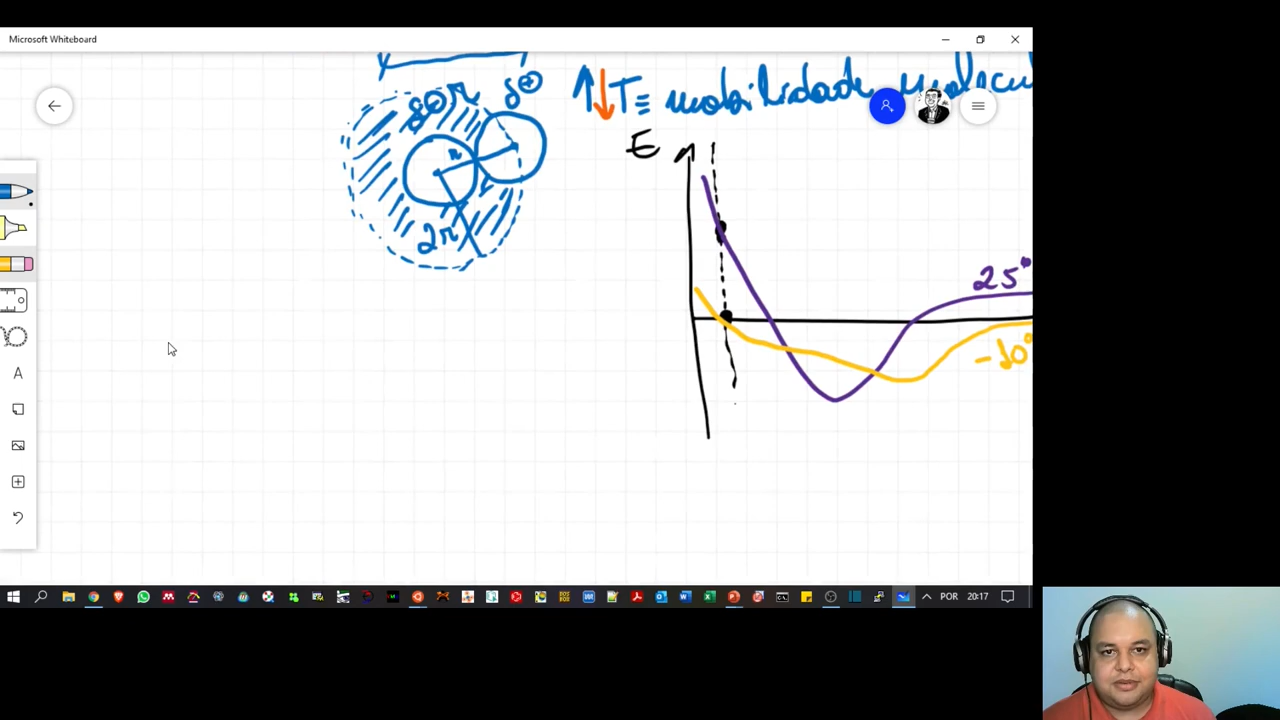 Microsoft Whiteboard
δ⊖ r δ⊕
↑↓T≡ mobilidade molecu
E
r
r
2r
25°
-10°
A
POR 20:17